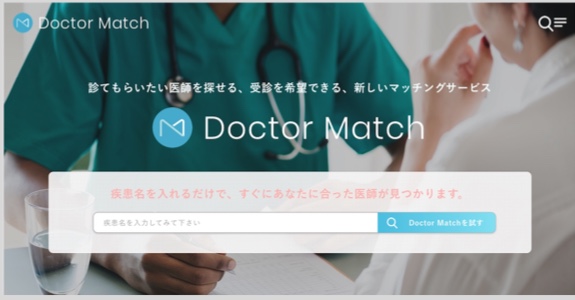 Doctor Match
診てもらいたい医師を探せる、受診を希望できる、新しいマッチングサービス
Doctor Match
疾患名を入れるだけで、すぐにあなたに合った医師が見つかります。
疾患名を入力してみて下さい
Doctor Matchを試す